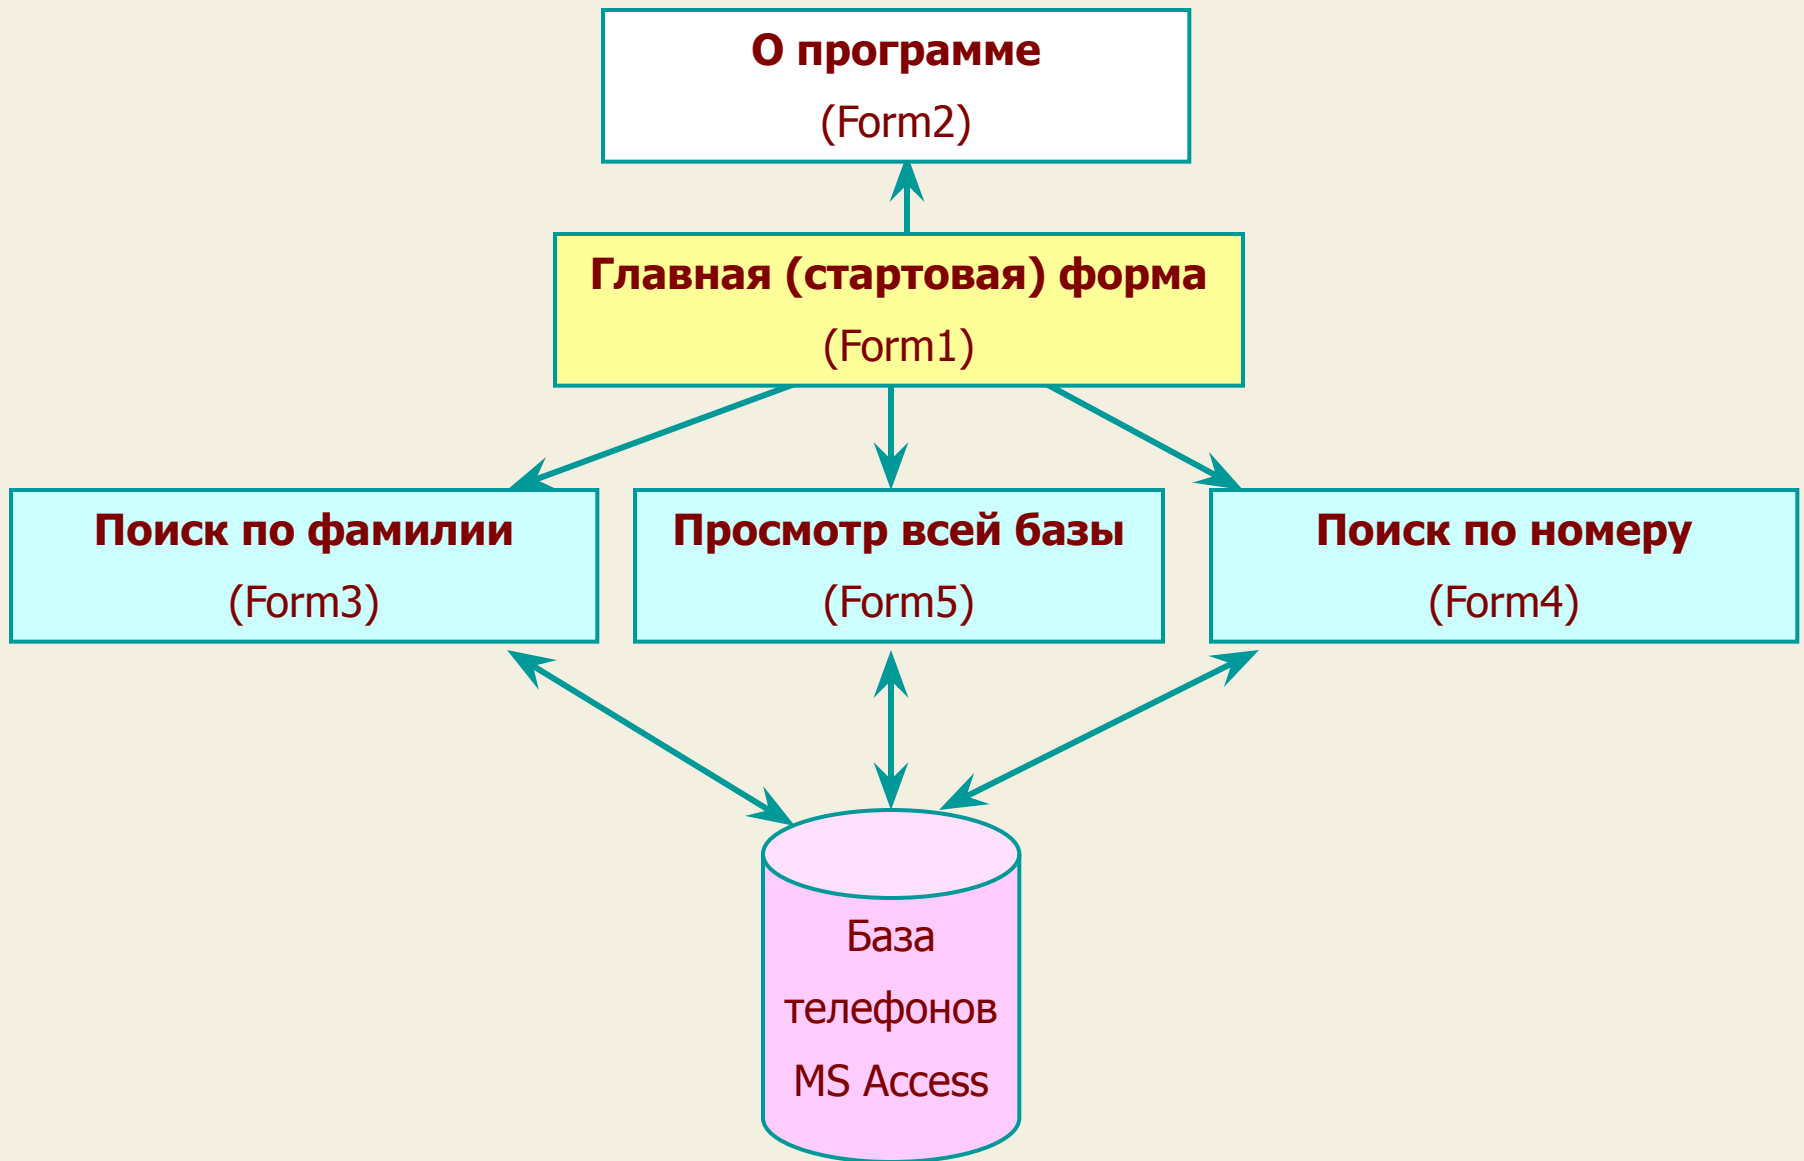 О программе
(Form2)
Главная (стартовая) форма
(Form1)
Поиск по фамилии
(Form3)
Просмотр всей базы
(Form5)
Поиск по номеру
(Form4)
База
телефонов
MS Access